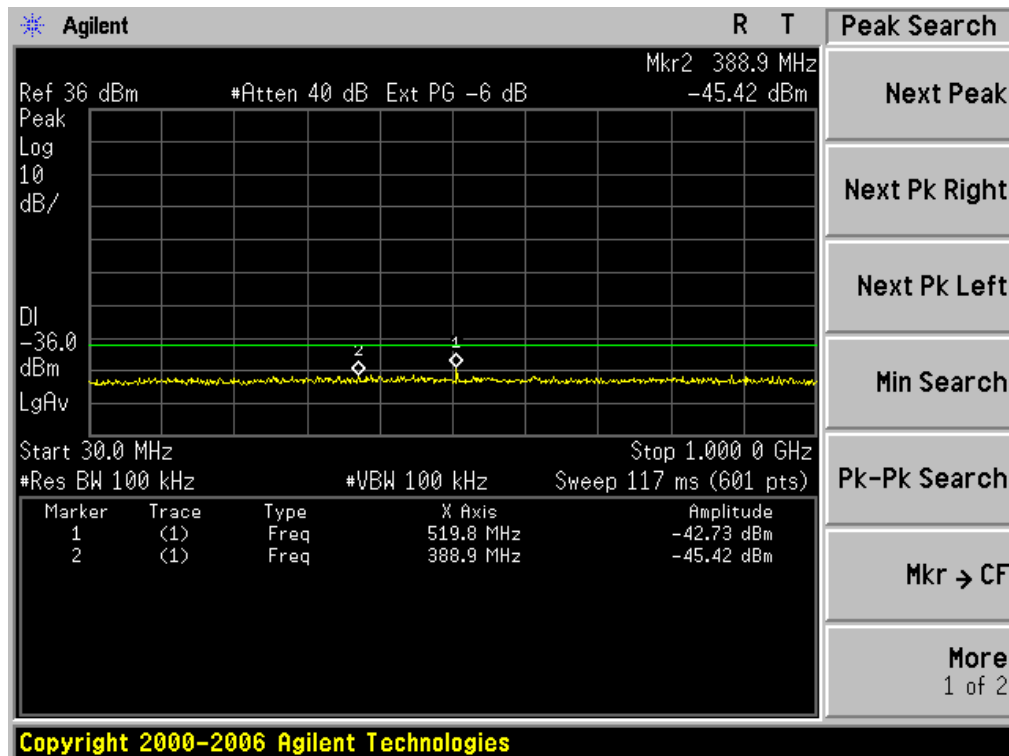 Agilent R T Peak Search
Mkr2 388.9 MHz
Ref 36 dBm #Atten 40 dB Ext PG -6 dB -45.42 dBm
Peak
Log
10
dB/
DI
-36.0
dBm
LgAv
2
1
Start 30.0 MHz Stop 1.000 0 GHz
#Res BW 100 kHz #VBW 100 kHz Sweep 117 ms (601 pts)
Marker Trace Type X Axis Amplitude
1 (1) Freq 519.8 MHz -42.73 dBm
2 (1) Freq 388.9 MHz -45.42 dBm
Next Peak
Next Pk Right
Next Pk Left
Min Search
Pk-Pk Search
Mkr → CF
More
1 of 2
Copyright 2000-2006 Agilent Technologies